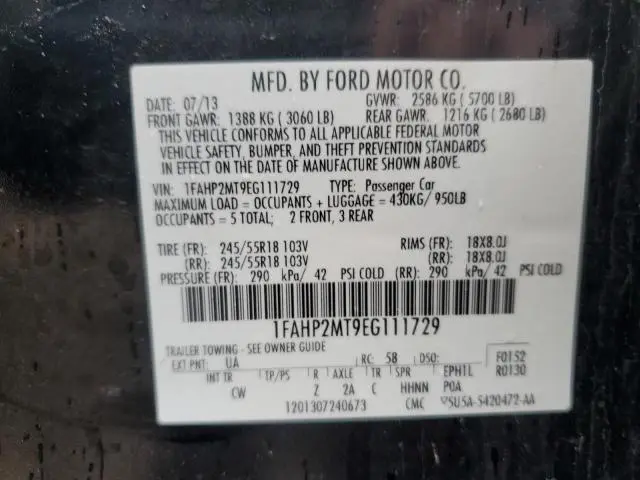 MFD. BY FORD MOTOR CO.
DATE: 07/13 GVWR: 2586 KG ( 5700 LB)
FRONT GAWR: 1388 KG ( 3060 LB) REAR GAWR: 1216 KG ( 2680 LB)
THIS VEHICLE CONFORMS TO ALL APPLICABLE FEDERAL MOTOR
VEHICLE SAFETY, BUMPER, AND THEFT PREVENTION STANDARDS
IN EFFECT ON THE DATE OF MANUFACTURE SHOWN ABOVE.
VIN: 1FAHP2MT9EG111729 TYPE: Passenger Car
MAXIMUM LOAD = OCCUPANTS + LUGGAGE = 430KG/ 950LB
OCCUPANTS = 5 TOTAL; 2 FRONT, 3 REAR
TIRE (FR): 245/55R18 103V RIMS (FR): 18X8.0J
(RR): 245/55R18 103V (RR): 18X8.0J
PRESSURE (FR): 290 kPa/ 42 PSI COLD (RR): 290 kPa/ 42 PSI COLD
1FAHP2MT9EG111729
TRAILER TOWING - SEE OWNER GUIDE
EXT PNT: UA RC: 58 DSO: F0152
INT TR TP/PS R AXLE TR SPR EPH1L R0130
CW Z 2A C HHNN POA
1201307240673 CMC 5U5A-5420472-AA